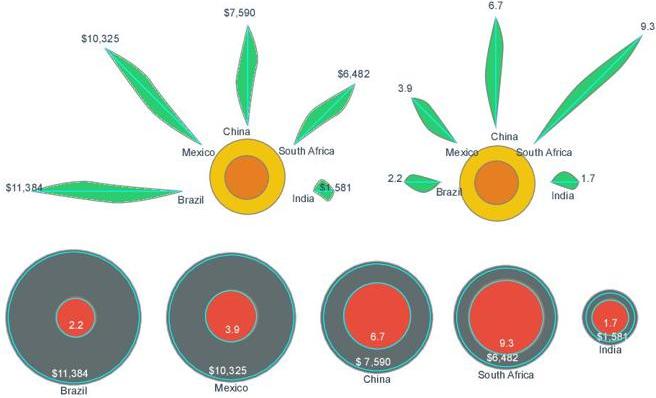 $7,590
$10,325
$6,482
China
Mexico
South Africa
$11,384
Brazil
India
$1,581
6.7
9.3
3.9
China
Mexico
South Africa
2.2
Brazil
India
1.7
2.2
$11,384
Brazil
3.9
$10,325
Mexico
6.7
$ 7,590
China
9.3
$6,482
South Africa
1.7
$1,581
India